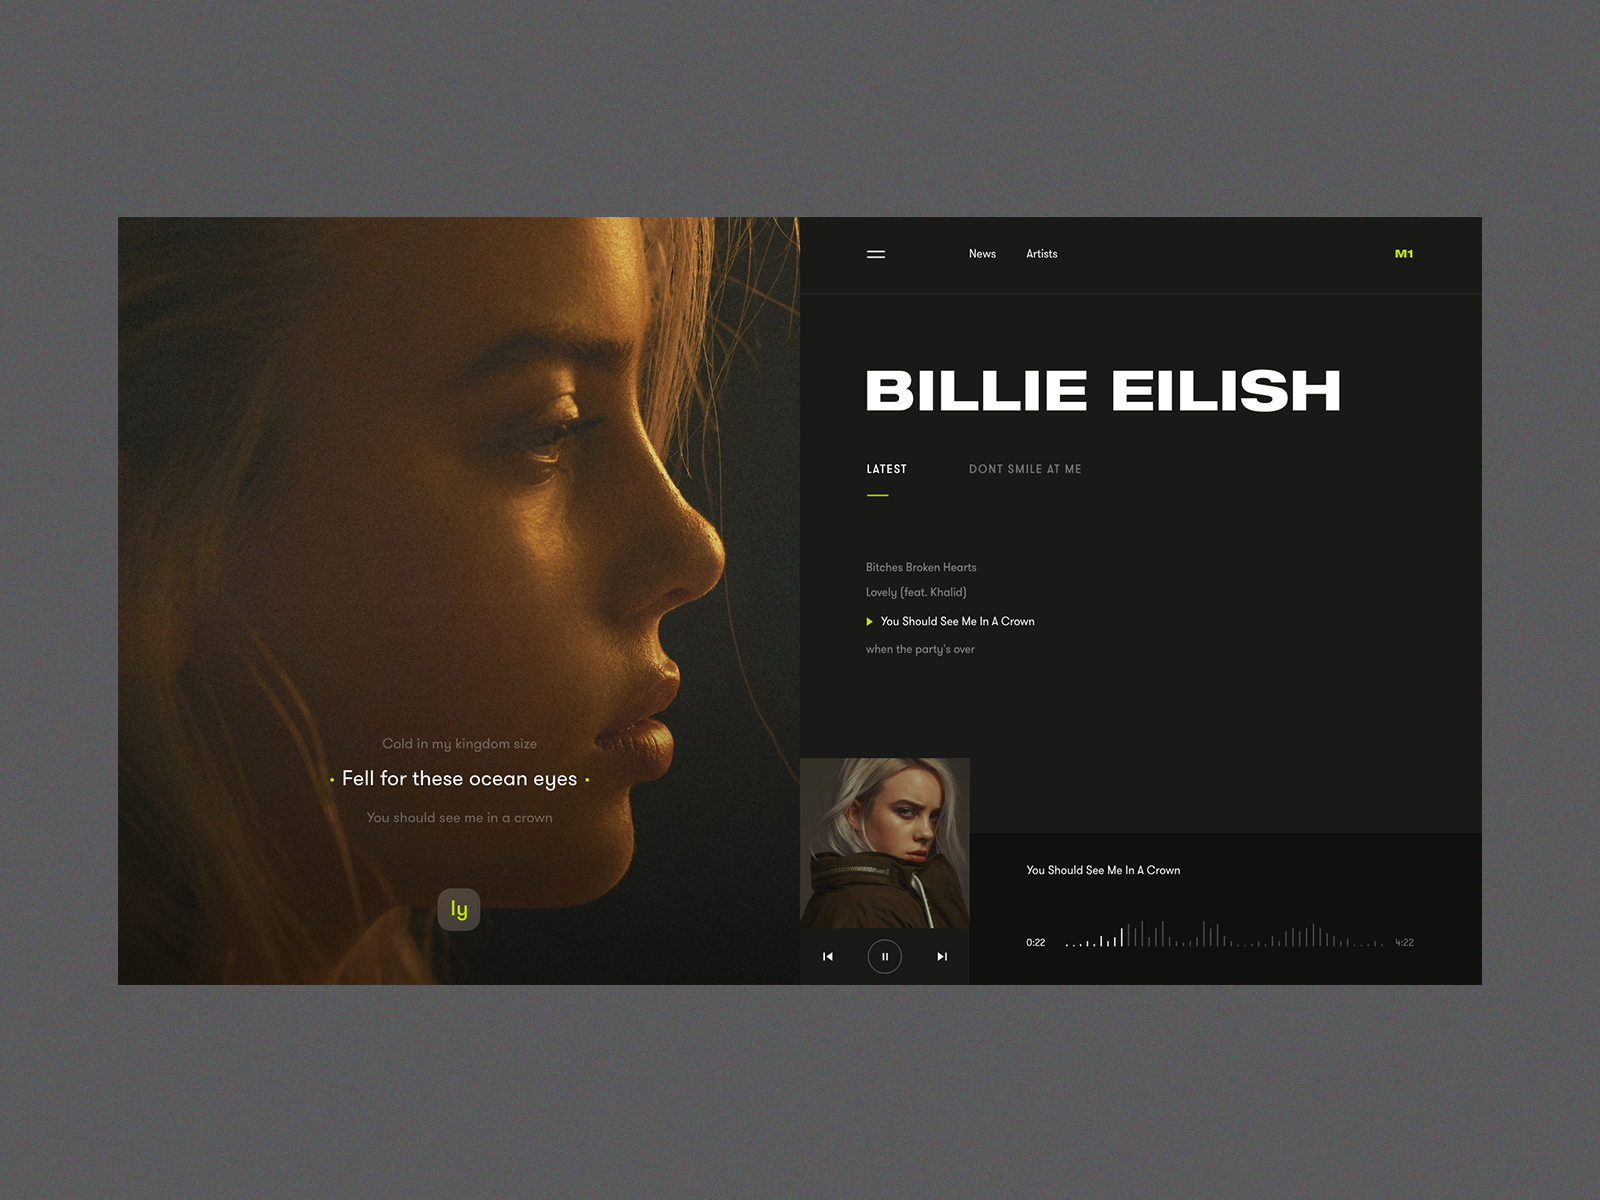 News Artists M1
BILLIE EILISH
LATEST DONT SMILE AT ME
Bitches Broken Hearts
Lovely (feat. Khalid)
You Should See Me In A Crown
when the party's over
Cold in my kingdom size
Fell for these ocean eyes
You should see me in a crown
ly
You Should See Me In A Crown
0:22 4:22